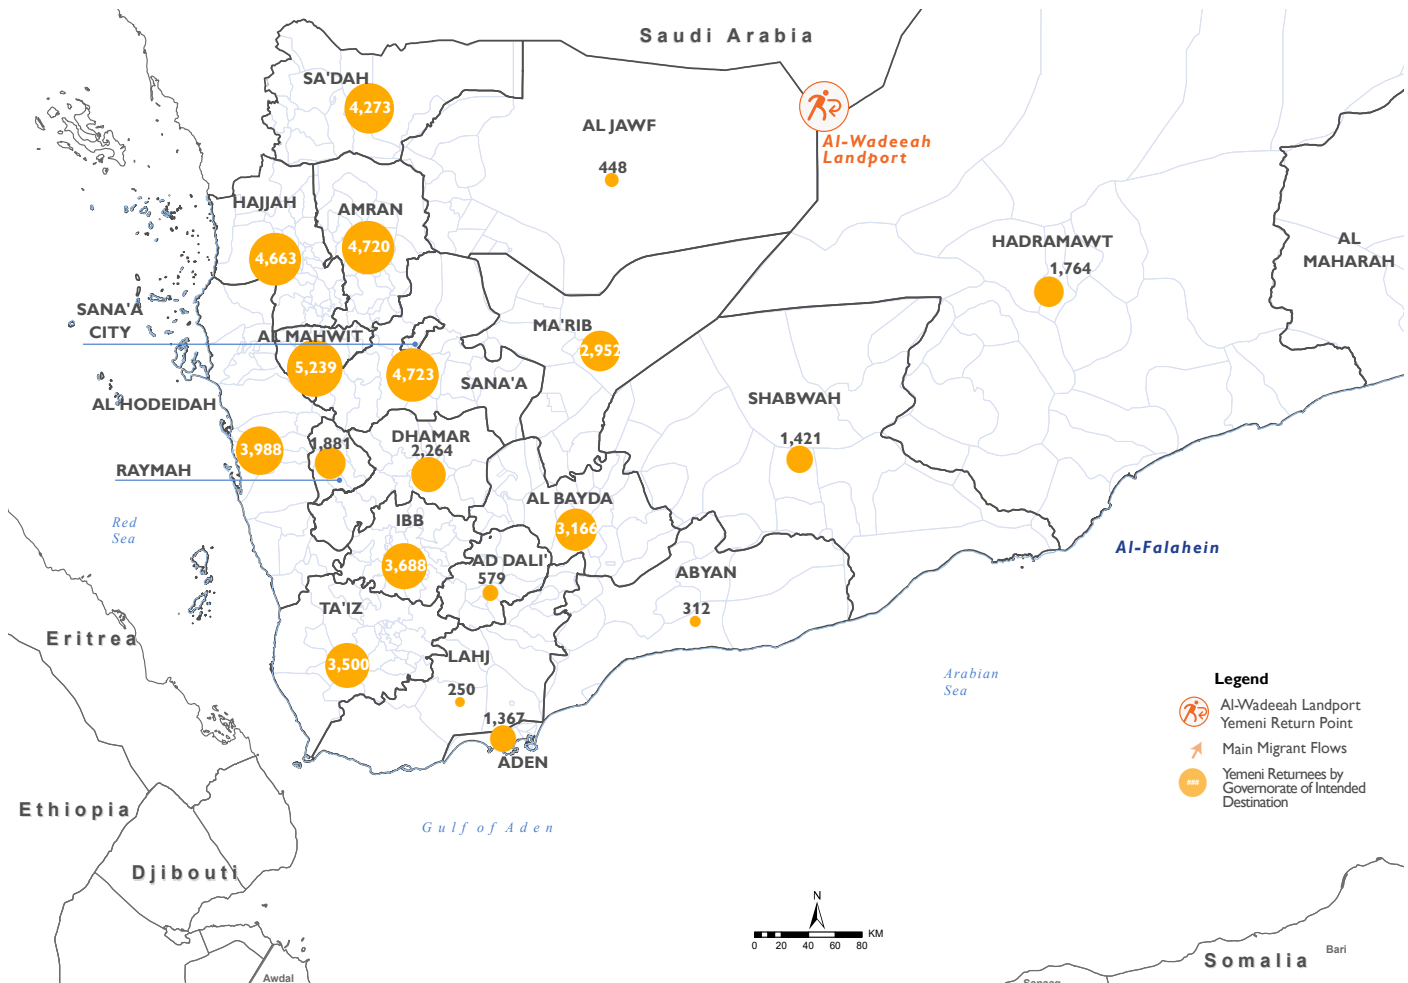 Saudi Arabia
SA'DAH
4,273
AL JAWF
448
Al-Wadeeah
Landport
HAJJAH
4,663
AMRAN
4,720
HADRAMAWT
1,764
AL
MAHARAH
SANA'A
CITY
AL MAHWIT
5,239
4,723
SANA'A
MA'RIB
2,952
AL HODEIDAH
3,988
1,881
RAYMAH
DHAMAR
2,264
SHABWAH
1,421
AL BAYDA
3,166
Red
Sea
IBB
3,688
AD DALI'
579
ABYAN
312
Al-Falahein
TA'IZ
3,500
LAHJ
250
1,367
ADEN
Eritrea
Arabian
Sea
Ethiopia
Djibouti
Gulf of Aden
Legend
Al-Wadeeah Landport
Yemeni Return Point
Main Migrant Flows
###
Yemeni Returnees by
Governorate of Intended
Destination
N
0 20 40 60 80 KM
Somalia
Bari
Awdal
Sanaag